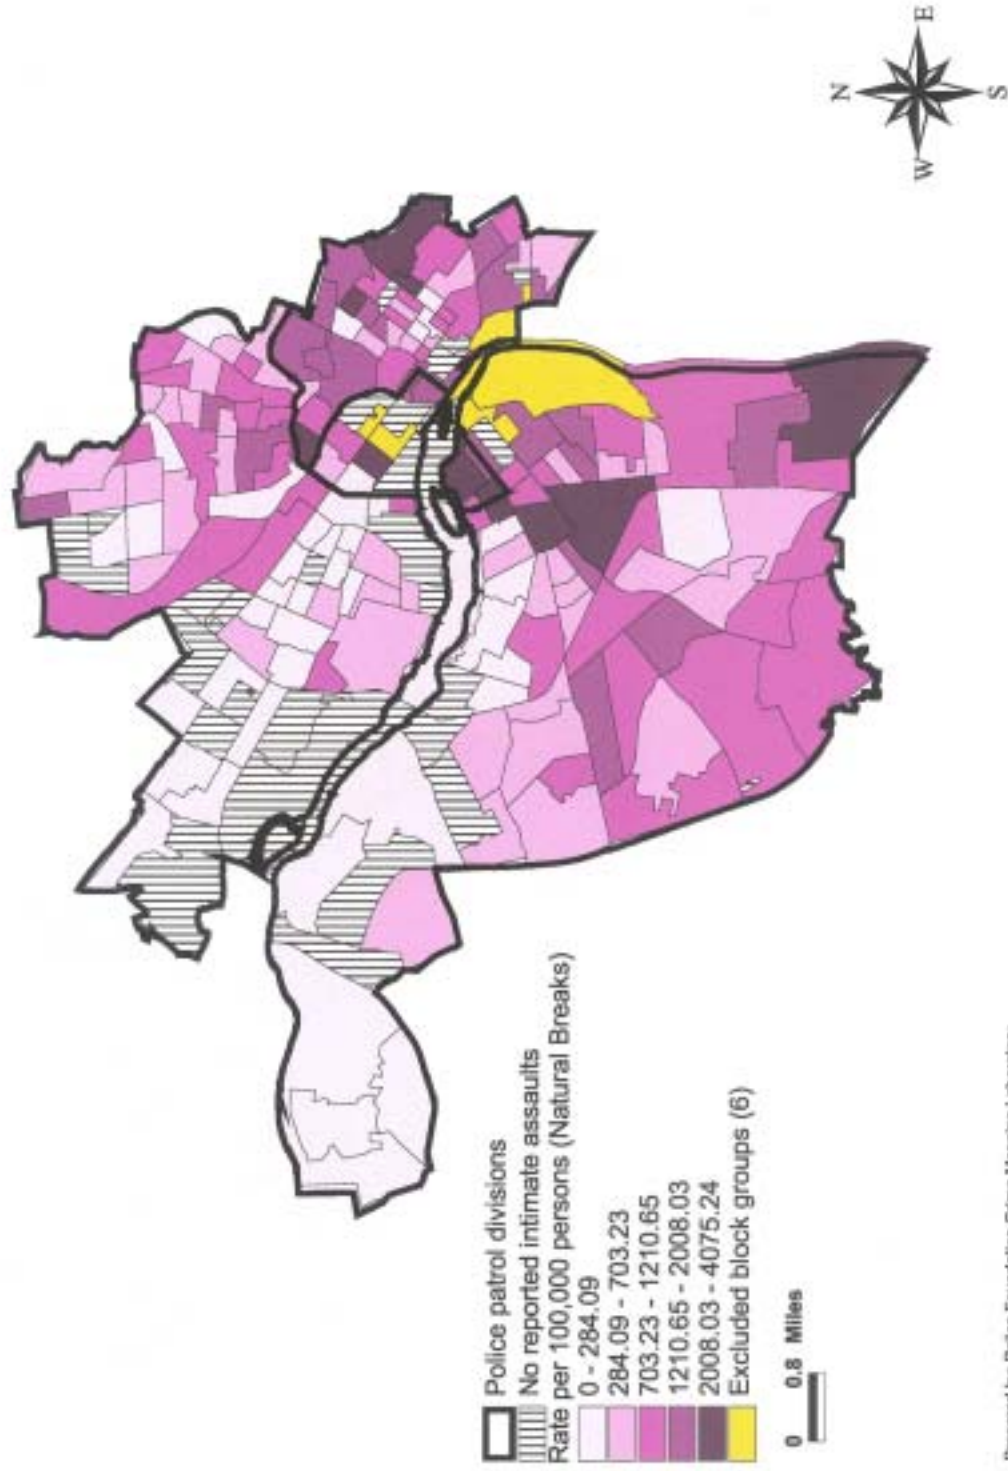 N
W
E
S
Police patrol divisions
No reported intimate assaults
Rate per 100,000 persons (Natural Breaks)
0 - 284.09
284.09 - 703.23
703.23 - 1210.65
1210.65 - 2008.03
2008.03 - 4075.24
Excluded block groups (6)
0 0.8 Miles